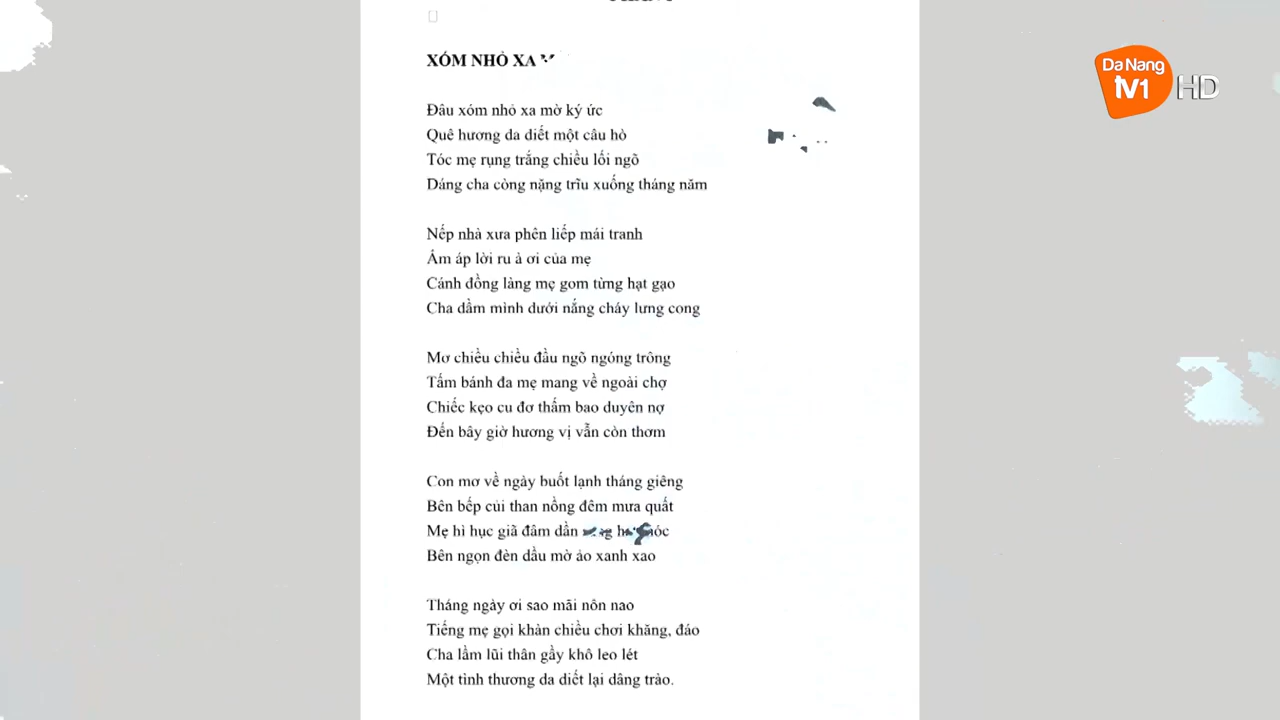 XÓM NHỎ XA
Đâu xóm nhỏ xa mờ ký ức
Quê hương da diết một câu hò
Tóc mẹ rụng trắng chiều lối ngõ
Dáng cha còng nặng trĩu xuống tháng năm
Nếp nhà xưa phên liếp mái tranh
Ấm áp lời ru à ơi của mẹ
Cánh đồng làng mẹ gom từng hạt gạo
Cha dầm mình dưới nắng cháy lưng cong
Mơ chiều chiều đầu ngõ ngóng trông
Tấm bánh đa mẹ mang về ngoài chợ
Chiếc kẹo cu đơ thấm bao duyên nợ
Đến bây giờ hương vị vẫn còn thơm
Con mơ về ngày buốt lạnh tháng giêng
Bên bếp củi than nồng đêm mưa quất
Mẹ hì hục giã đâm dần
Bên ngọn đèn dầu mờ ảo xanh xao
Tháng ngày ơi sao mãi nôn nao
Tiếng mẹ gọi khàn chiều chơi khăng, đáo
Cha lầm lũi thân gầy khô leo lét
Một tình thương da diết lại dâng trào.
Da Nang
TV1 HD